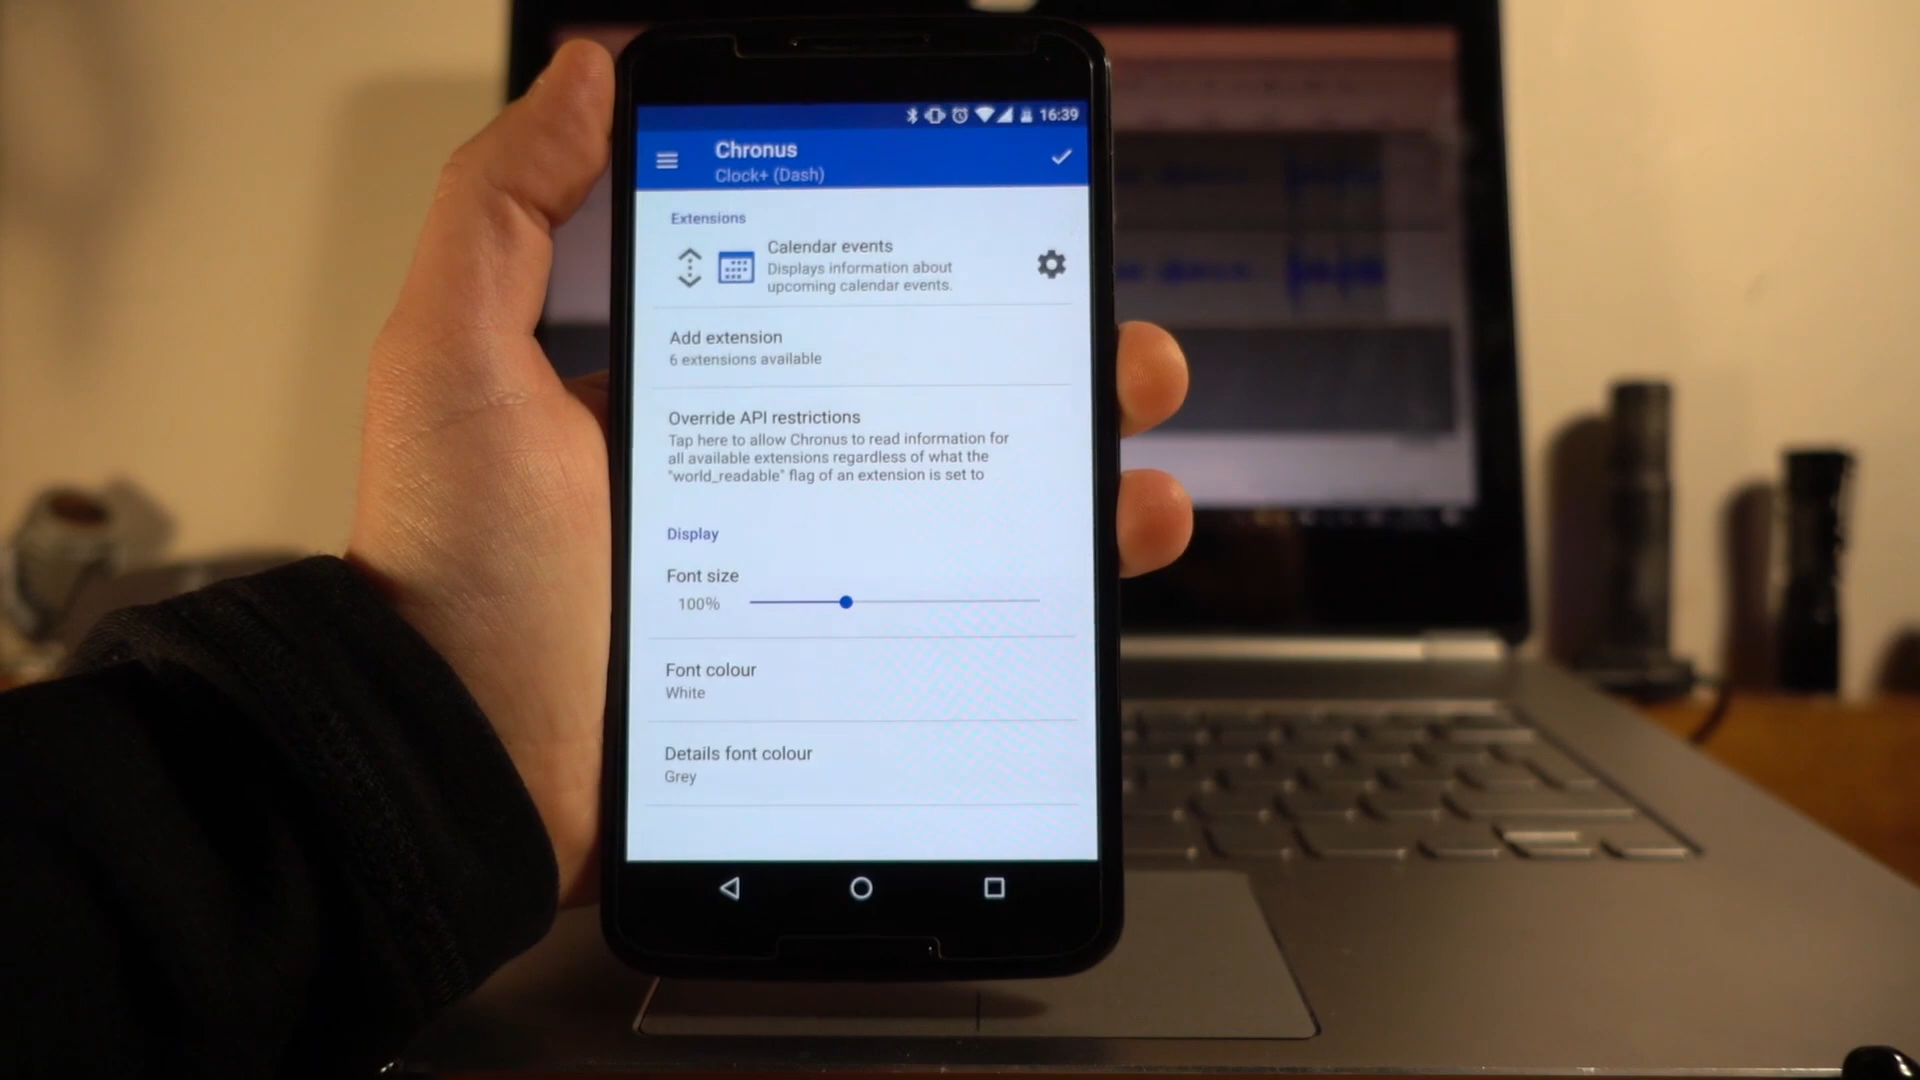 16:39
Chronus
Clock+ (Dash)
Extensions
Calendar events
Displays information about
upcoming calendar events.
Add extension
6 extensions available
Override API restrictions
Tap here to allow Chronus to read information for
all available extensions regardless of what the
"world_readable" flag of an extension is set to
Display
Font size
100%
Font colour
White
Details font colour
Grey